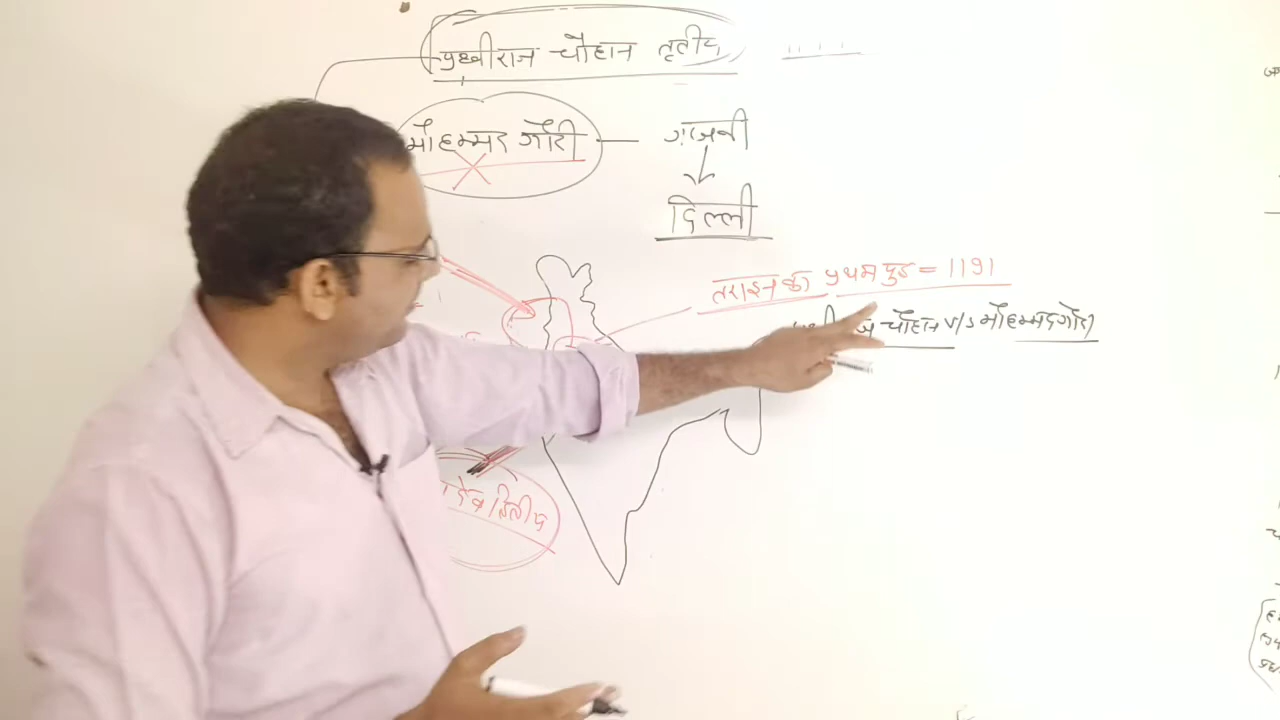 पृथ्वीराज चौहान तृतीय
मोहम्मद गौरी — गजनी
दिल्ली
तराइन का प्रथम युद्ध = 1191
चौहान v/s मोहम्मद गौरी
देव द्वितीय